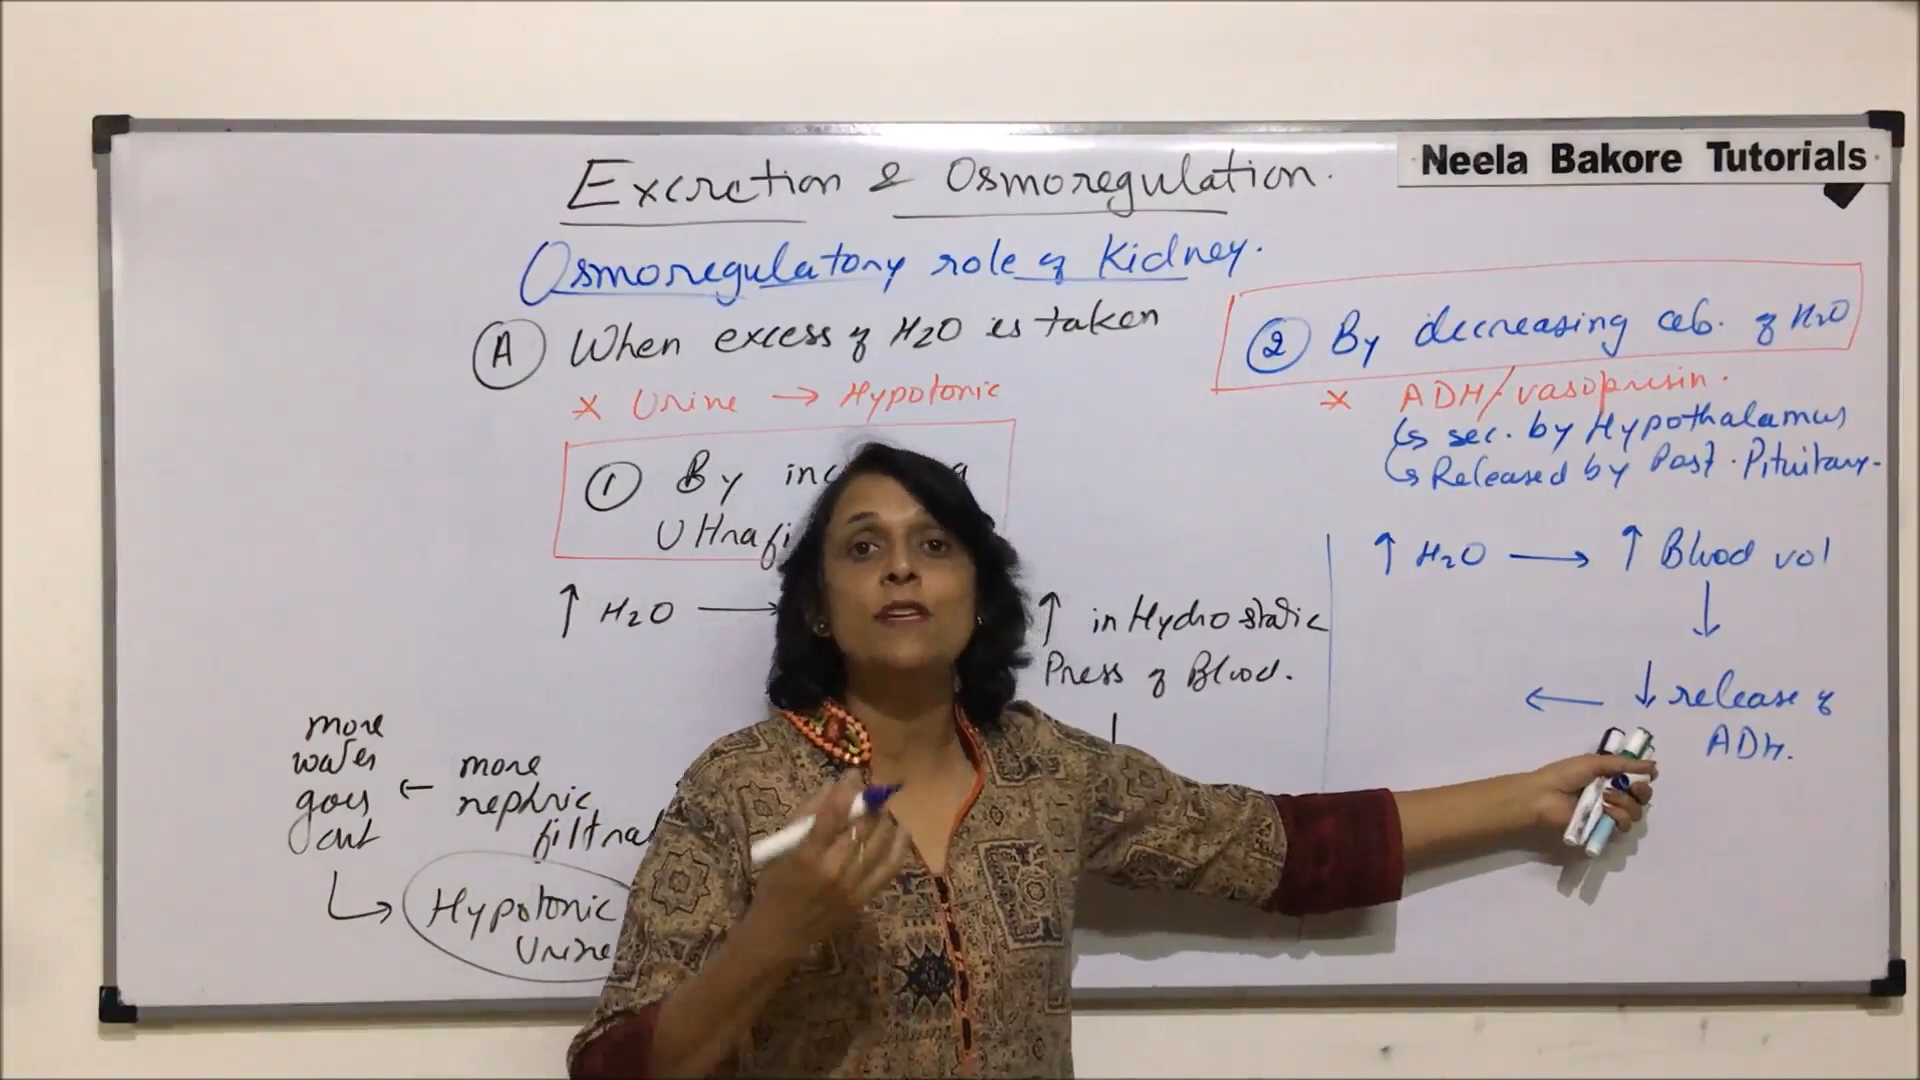 Neela Bakore Tutorials
Excretion & Osmoregulation.
Osmoregulatory role of Kidney.
A When excess of H2O is taken
* Urine → Hypotonic
1 By
↑ H2O →
↑ in Hydrostatic
Press of Blood.
more nephric
more water goes out ←
Hypotonic
Urine
2 By decreasing ab. of H2O
* ADH/vasopresin.
↳ sec. by Hypothalamus
↳ Released by Post. Pituitary.
↑ H2O → ↑ Blood vol
↓
← ↓ release of
ADH.